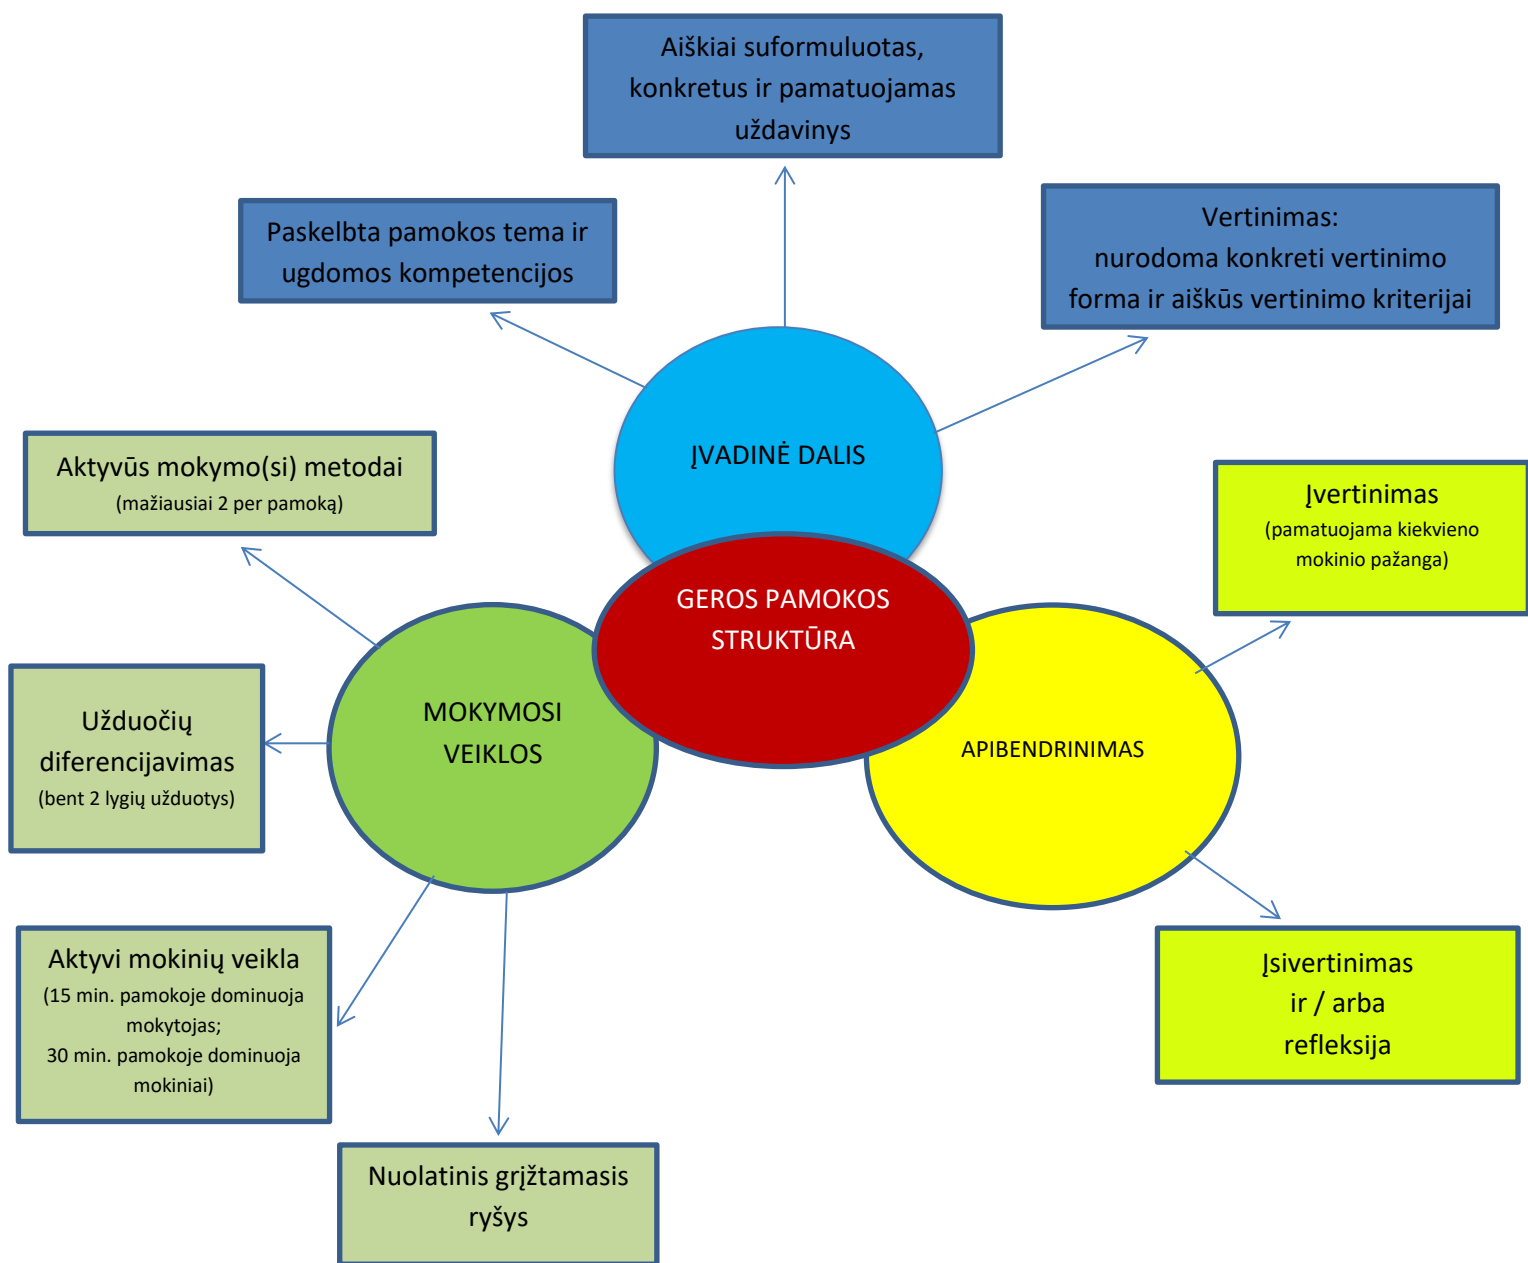 Aiškiai suformuluotas,
konkretus ir pamatuojamas
uždavinys
Paskelbta pamokos tema ir
ugdomos kompetencijos
Vertinimas:
nurodoma konkreti vertinimo
forma ir aiškūs vertinimo kriterijai
ĮVADINĖ DALIS
Aktyvūs mokymo(si) metodai
(mažiausiai 2 per pamoką)
Įvertinimas
(pamatuojama kiekvieno
mokinio pažanga)
GEROS PAMOKOS
STRUKTŪRA
MOKYMOSI
VEIKLOS
APIBENDRINIMAS
Užduočių
diferencijavimas
(bent 2 lygių užduotys)
Aktyvi mokinių veikla
(15 min. pamokoje dominuoja
mokytojas;
30 min. pamokoje dominuoja
mokiniai)
Įsivertinimas
ir / arba
refleksija
Nuolatinis grįžtamasis
ryšys